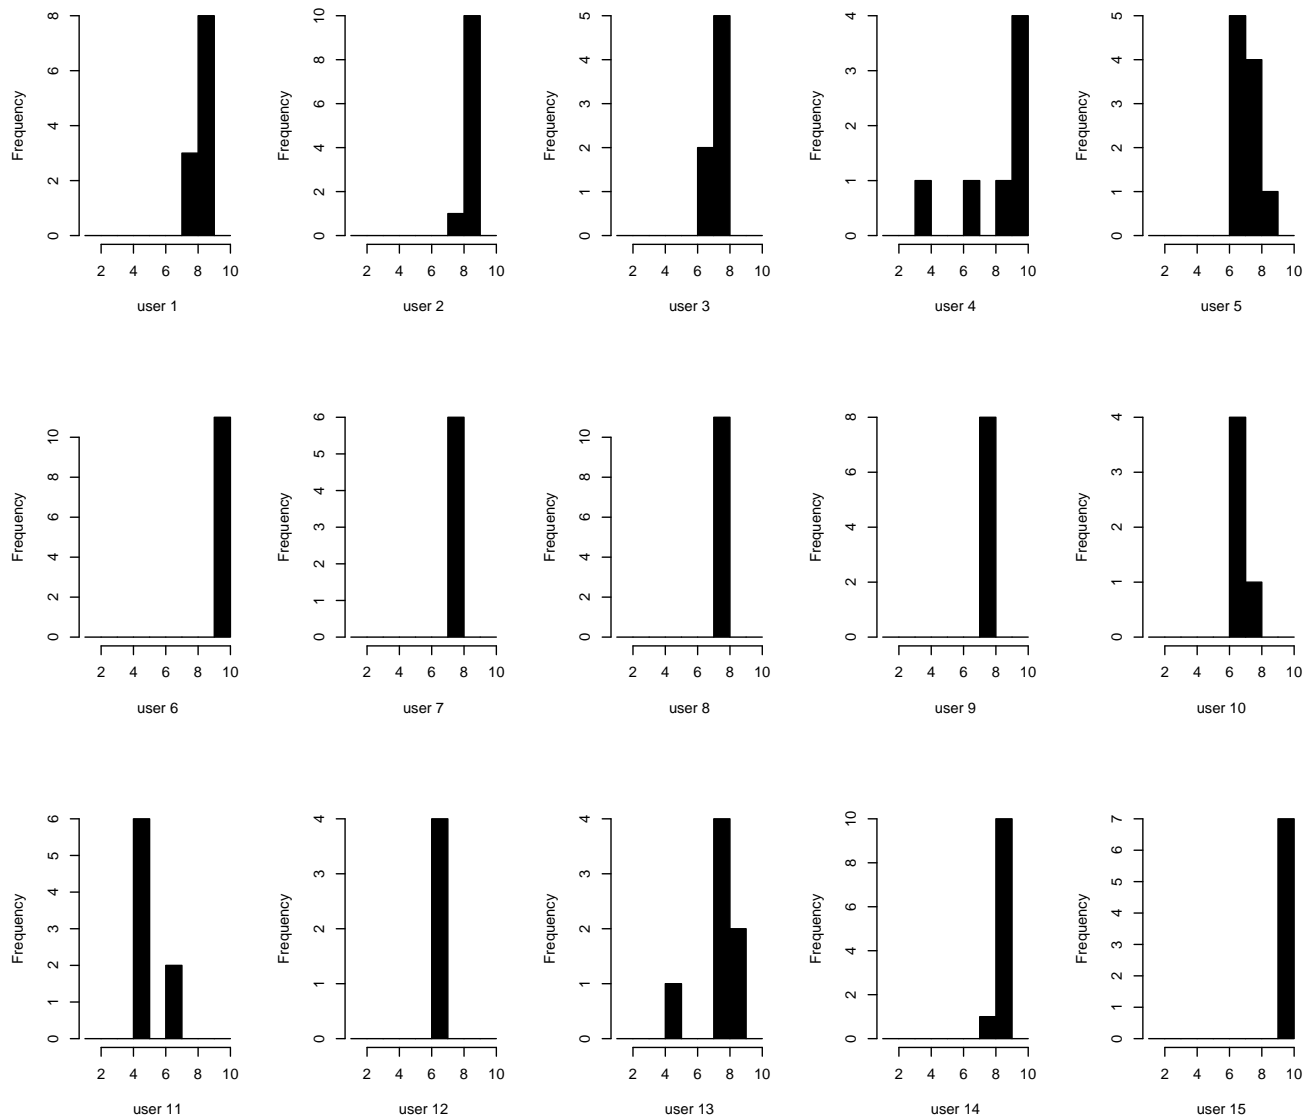 Frequency
0 2 4 6 8
2 4 6 8 10
user 1
Frequency
0 2 4 6 8 10
2 4 6 8 10
user 2
Frequency
0 1 2 3 4 5
2 4 6 8 10
user 3
Frequency
0 1 2 3 4
2 4 6 8 10
user 4
Frequency
0 1 2 3 4 5
2 4 6 8 10
user 5
Frequency
0 2 4 6 8 10
2 4 6 8 10
user 6
Frequency
0 1 2 3 4 5 6
2 4 6 8 10
user 7
Frequency
0 2 4 6 8 10
2 4 6 8 10
user 8
Frequency
0 2 4 6 8
2 4 6 8 10
user 9
Frequency
0 1 2 3 4
2 4 6 8 10
user 10
Frequency
0 1 2 3 4 5 6
2 4 6 8 10
user 11
Frequency
0 1 2 3 4
2 4 6 8 10
user 12
Frequency
0 1 2 3 4
2 4 6 8 10
user 13
Frequency
0 2 4 6 8 10
2 4 6 8 10
user 14
Frequency
0 1 2 3 4 5 6 7
2 4 6 8 10
user 15